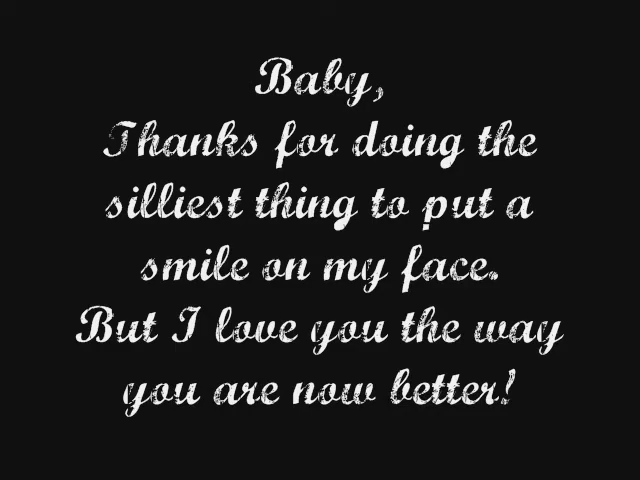 Baby,
Thanks for doing the
silliest thing to put a
smile on my face.
But I love you the way
you are now better!